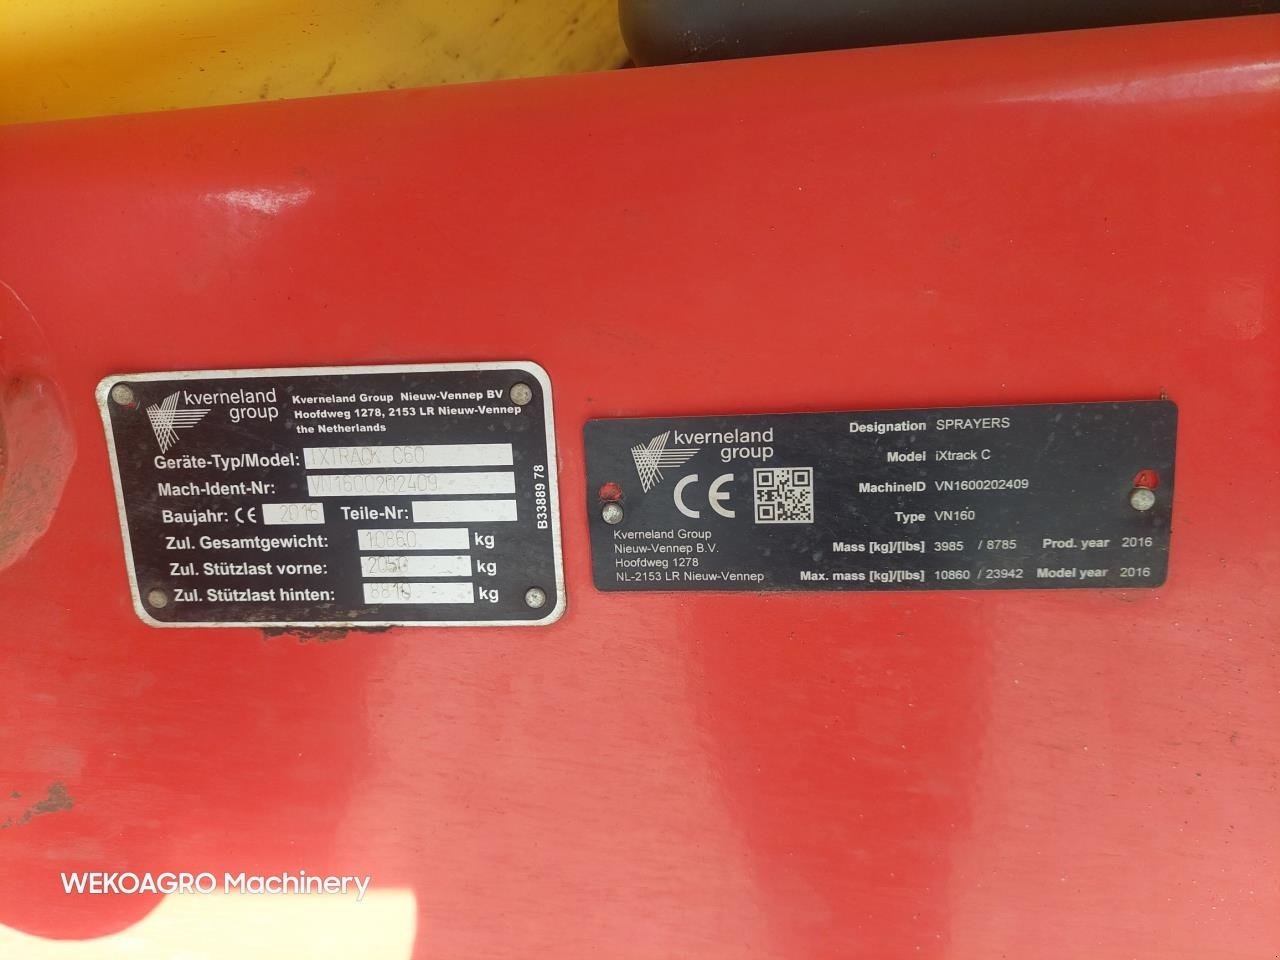 kverneland
group
Kverneland Group Nieuw-Vennep BV
Hoofdweg 1278, 2153 LR Nieuw-Vennep
the Netherlands
Geräte-Typ/Model: IXTRACK C60
Mach-Ident-Nr: VN1600202409
Baujahr: CE 2016 Teile-Nr:
Zul. Gesamtgewicht: 10860 kg
Zul. Stützlast vorne: 2050 kg
Zul. Stützlast hinten: 8810 kg
B33889 78
kverneland
group
CE
Kverneland Group
Nieuw-Vennep B.V.
Hoofdweg 1278
NL-2153 LR Nieuw-Vennep
Designation SPRAYERS
Model iXtrack C
MachineID VN1600202409
Type VN160
Mass [kg]/[lbs] 3985 / 8785 Prod. year 2016
Max. mass [kg]/[lbs] 10860 / 23942 Model year 2016
WEKOAGRO Machinery